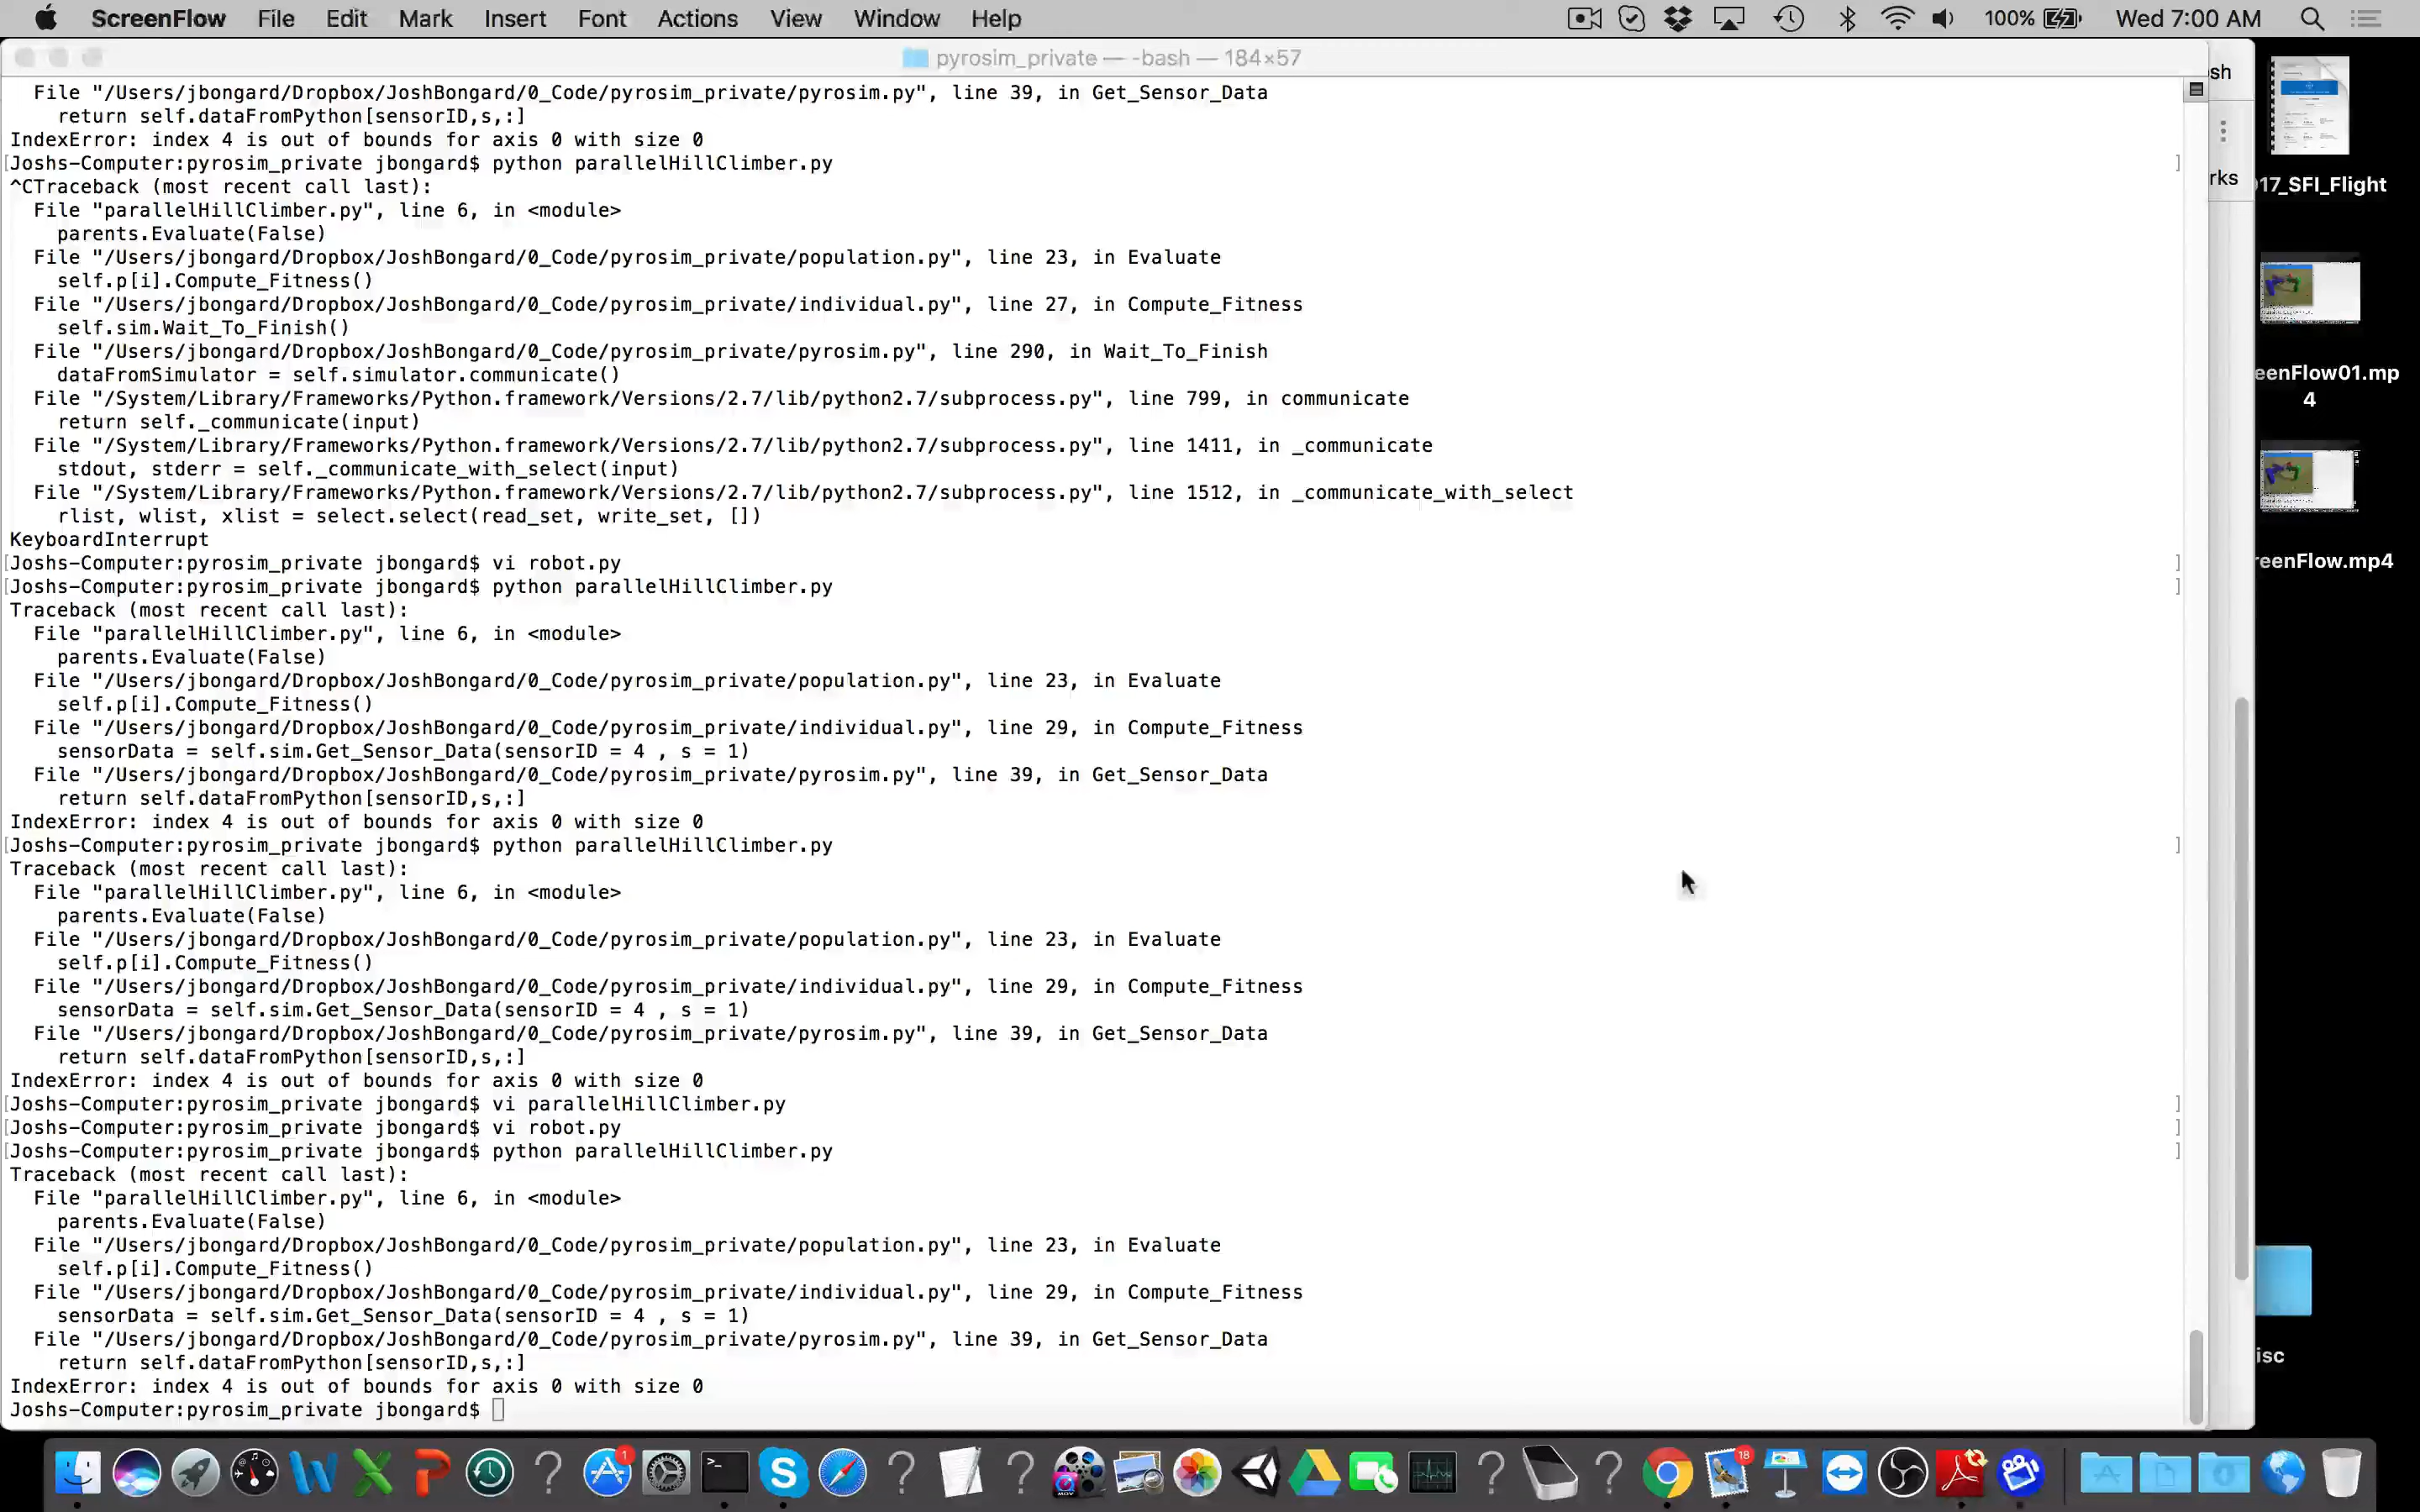 ScreenFlow File Edit Mark Insert Font Actions View Window Help 100% Wed 7:00 AM
pyrosim_private — -bash — 184×57
  File "/Users/jbongard/Dropbox/JoshBongard/0_Code/pyrosim_private/pyrosim.py", line 39, in Get_Sensor_Data
    return self.dataFromPython[sensorID,s,:]
IndexError: index 4 is out of bounds for axis 0 with size 0
[Joshs-Computer:pyrosim_private jbongard$ python parallelHillClimber.py ]
^CTraceback (most recent call last):
  File "parallelHillClimber.py", line 6, in <module>
    parents.Evaluate(False)
  File "/Users/jbongard/Dropbox/JoshBongard/0_Code/pyrosim_private/population.py", line 23, in Evaluate
    self.p[i].Compute_Fitness()
  File "/Users/jbongard/Dropbox/JoshBongard/0_Code/pyrosim_private/individual.py", line 27, in Compute_Fitness
    self.sim.Wait_To_Finish()
  File "/Users/jbongard/Dropbox/JoshBongard/0_Code/pyrosim_private/pyrosim.py", line 290, in Wait_To_Finish
    dataFromSimulator = self.simulator.communicate()
  File "/System/Library/Frameworks/Python.framework/Versions/2.7/lib/python2.7/subprocess.py", line 799, in communicate
    return self._communicate(input)
  File "/System/Library/Frameworks/Python.framework/Versions/2.7/lib/python2.7/subprocess.py", line 1411, in _communicate
    stdout, stderr = self._communicate_with_select(input)
  File "/System/Library/Frameworks/Python.framework/Versions/2.7/lib/python2.7/subprocess.py", line 1512, in _communicate_with_select
    rlist, wlist, xlist = select.select(read_set, write_set, [])
KeyboardInterrupt
[Joshs-Computer:pyrosim_private jbongard$ vi robot.py ]
[Joshs-Computer:pyrosim_private jbongard$ python parallelHillClimber.py ]
Traceback (most recent call last):
  File "parallelHillClimber.py", line 6, in <module>
    parents.Evaluate(False)
  File "/Users/jbongard/Dropbox/JoshBongard/0_Code/pyrosim_private/population.py", line 23, in Evaluate
    self.p[i].Compute_Fitness()
  File "/Users/jbongard/Dropbox/JoshBongard/0_Code/pyrosim_private/individual.py", line 29, in Compute_Fitness
    sensorData = self.sim.Get_Sensor_Data(sensorID = 4 , s = 1)
  File "/Users/jbongard/Dropbox/JoshBongard/0_Code/pyrosim_private/pyrosim.py", line 39, in Get_Sensor_Data
    return self.dataFromPython[sensorID,s,:]
IndexError: index 4 is out of bounds for axis 0 with size 0
[Joshs-Computer:pyrosim_private jbongard$ python parallelHillClimber.py ]
Traceback (most recent call last):
  File "parallelHillClimber.py", line 6, in <module>
    parents.Evaluate(False)
  File "/Users/jbongard/Dropbox/JoshBongard/0_Code/pyrosim_private/population.py", line 23, in Evaluate
    self.p[i].Compute_Fitness()
  File "/Users/jbongard/Dropbox/JoshBongard/0_Code/pyrosim_private/individual.py", line 29, in Compute_Fitness
    sensorData = self.sim.Get_Sensor_Data(sensorID = 4 , s = 1)
  File "/Users/jbongard/Dropbox/JoshBongard/0_Code/pyrosim_private/pyrosim.py", line 39, in Get_Sensor_Data
    return self.dataFromPython[sensorID,s,:]
IndexError: index 4 is out of bounds for axis 0 with size 0
[Joshs-Computer:pyrosim_private jbongard$ vi parallelHillClimber.py ]
[Joshs-Computer:pyrosim_private jbongard$ vi robot.py ]
[Joshs-Computer:pyrosim_private jbongard$ python parallelHillClimber.py ]
Traceback (most recent call last):
  File "parallelHillClimber.py", line 6, in <module>
    parents.Evaluate(False)
  File "/Users/jbongard/Dropbox/JoshBongard/0_Code/pyrosim_private/population.py", line 23, in Evaluate
    self.p[i].Compute_Fitness()
  File "/Users/jbongard/Dropbox/JoshBongard/0_Code/pyrosim_private/individual.py", line 29, in Compute_Fitness
    sensorData = self.sim.Get_Sensor_Data(sensorID = 4 , s = 1)
  File "/Users/jbongard/Dropbox/JoshBongard/0_Code/pyrosim_private/pyrosim.py", line 39, in Get_Sensor_Data
    return self.dataFromPython[sensorID,s,:]
IndexError: index 4 is out of bounds for axis 0 with size 0
Joshs-Computer:pyrosim_private jbongard$
sh
rks
17_SFI_Flight
eenFlow01.mp
4
reenFlow.mp4
isc
1
18